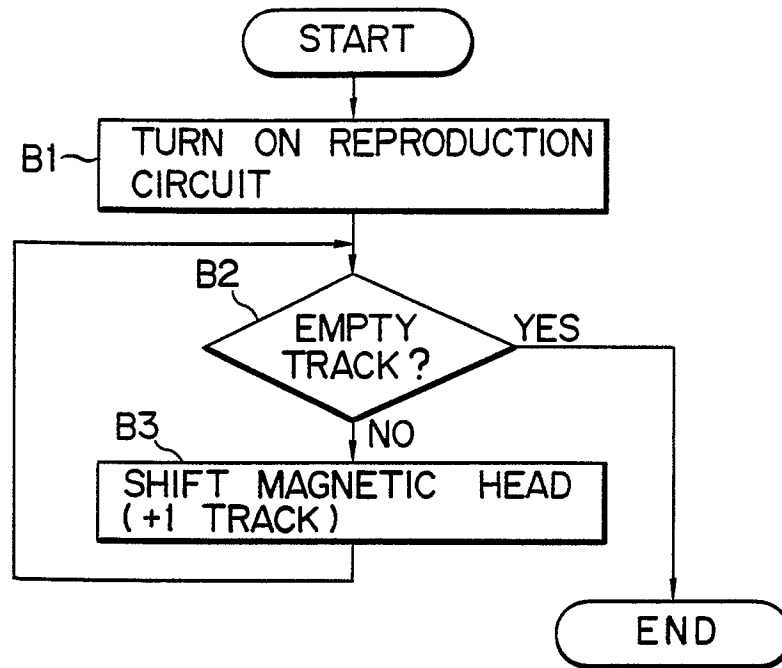 START
B1
TURN ON REPRODUCTION
CIRCUIT
B2
EMPTY
TRACK?
YES
NO
B3
SHIFT MAGNETIC HEAD
(+1 TRACK)
END